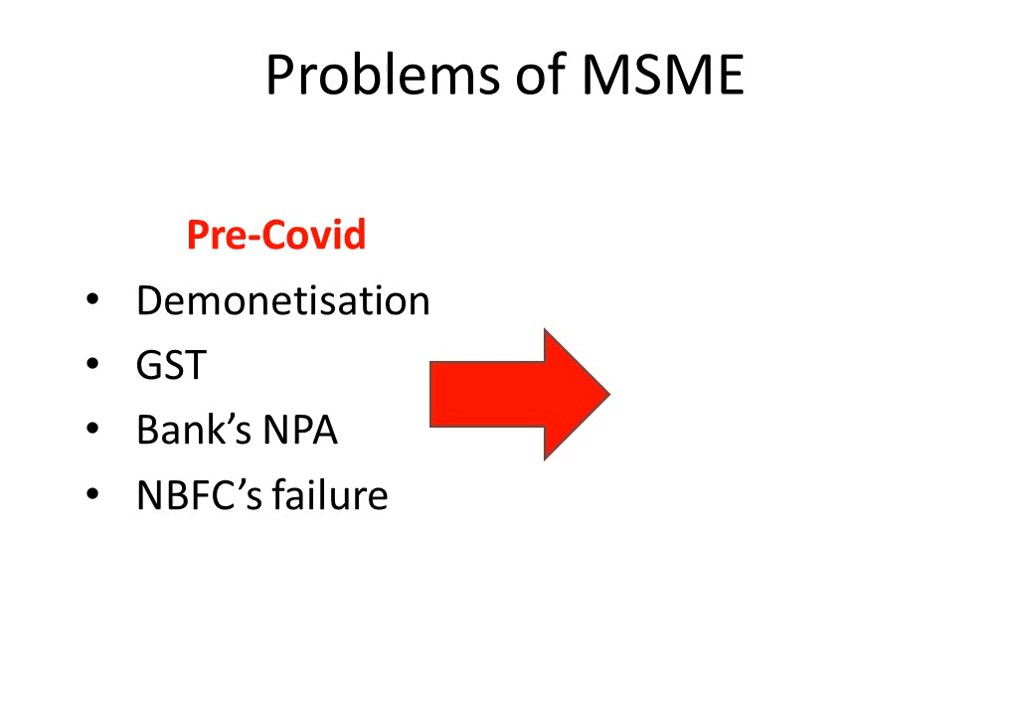 Problems of MSME
Pre-Covid
• Demonetisation
• GST
• Bank’s NPA
• NBFC’s failure